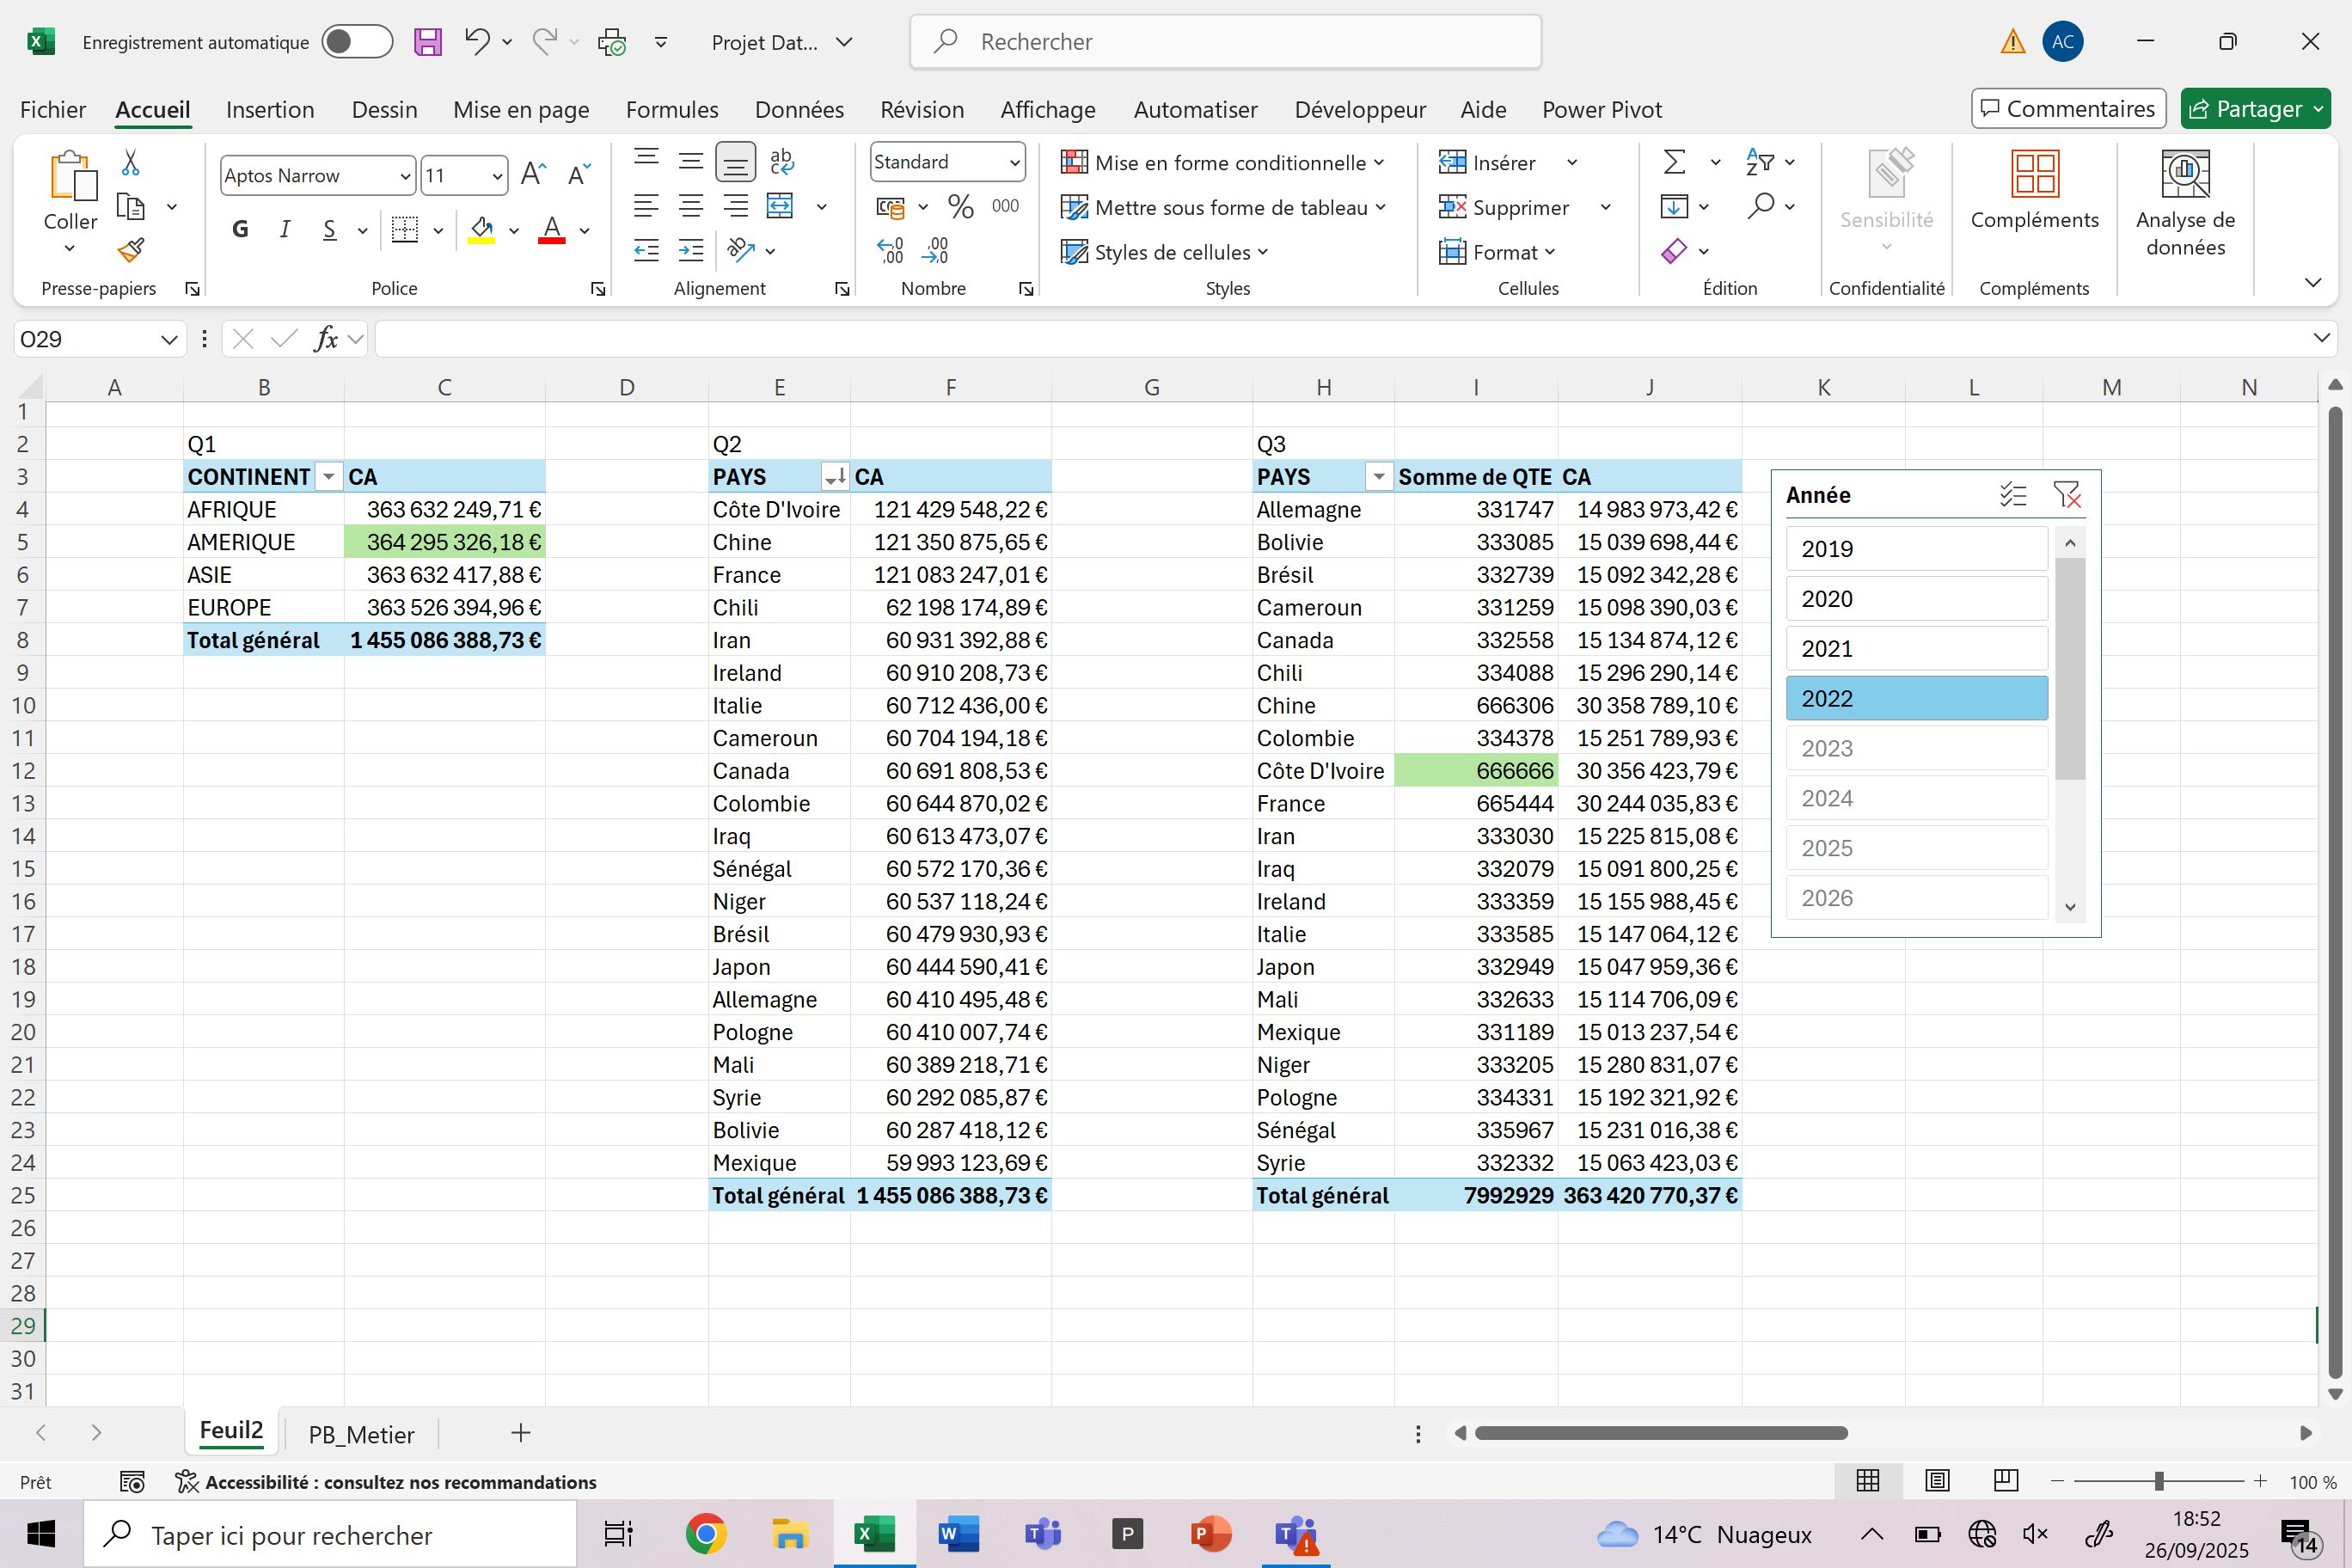 Enregistrement automatique Projet Dat... Rechercher AC
Fichier Accueil Insertion Dessin Mise en page Formules Données Révision Affichage Automatiser Développeur Aide Power Pivot Commentaires Partager
Coller
Presse-papiers
Aptos Narrow 11
G I S
Police
Alignement
Standard
% 000
Nombre
Mise en forme conditionnelle
Mettre sous forme de tableau
Styles de cellules
Styles
Insérer
Supprimer
Format
Cellules
Édition
Sensibilité
Confidentialité
Compléments
Compléments
Analyse de
données
O29 fx
A B C D E F G H I J K L M N
1
2 Q1 Q2 Q3
3 CONTINENT CA PAYS CA PAYS Somme de QTE CA
4 AFRIQUE 363 632 249,71 € Côte D'Ivoire 121 429 548,22 € Allemagne 331747 14 983 973,42 €
5 AMERIQUE 364 295 326,18 € Chine 121 350 875,65 € Bolivie 333085 15 039 698,44 €
6 ASIE 363 632 417,88 € France 121 083 247,01 € Brésil 332739 15 092 342,28 €
7 EUROPE 363 526 394,96 € Chili 62 198 174,89 € Cameroun 331259 15 098 390,03 €
8 Total général 1 455 086 388,73 € Iran 60 931 392,88 € Canada 332558 15 134 874,12 €
9 Ireland 60 910 208,73 € Chili 334088 15 296 290,14 €
10 Italie 60 712 436,00 € Chine 666306 30 358 789,10 €
11 Cameroun 60 704 194,18 € Colombie 334378 15 251 789,93 €
12 Canada 60 691 808,53 € Côte D'Ivoire 666666 30 356 423,79 €
13 Colombie 60 644 870,02 € France 665444 30 244 035,83 €
14 Iraq 60 613 473,07 € Iran 333030 15 225 815,08 €
15 Sénégal 60 572 170,36 € Iraq 332079 15 091 800,25 €
16 Niger 60 537 118,24 € Ireland 333359 15 155 988,45 €
17 Brésil 60 479 930,93 € Italie 333585 15 147 064,12 €
18 Japon 60 444 590,41 € Japon 332949 15 047 959,36 €
19 Allemagne 60 410 495,48 € Mali 332633 15 114 706,09 €
20 Pologne 60 410 007,74 € Mexique 331189 15 013 237,54 €
21 Mali 60 389 218,71 € Niger 333205 15 280 831,07 €
22 Syrie 60 292 085,87 € Pologne 334331 15 192 321,92 €
23 Bolivie 60 287 418,12 € Sénégal 335967 15 231 016,38 €
24 Mexique 59 993 123,69 € Syrie 332332 15 063 423,03 €
25 Total général 1 455 086 388,73 € Total général 7992929 363 420 770,37 €
26
27
28
29
30
31
Année
2019
2020
2021
2022
2023
2024
2025
2026
Feuil2 PB_Metier
Prêt Accessibilité : consultez nos recommandations 100 %
Taper ici pour rechercher 14°C Nuageux 18:52
26/09/2025 14